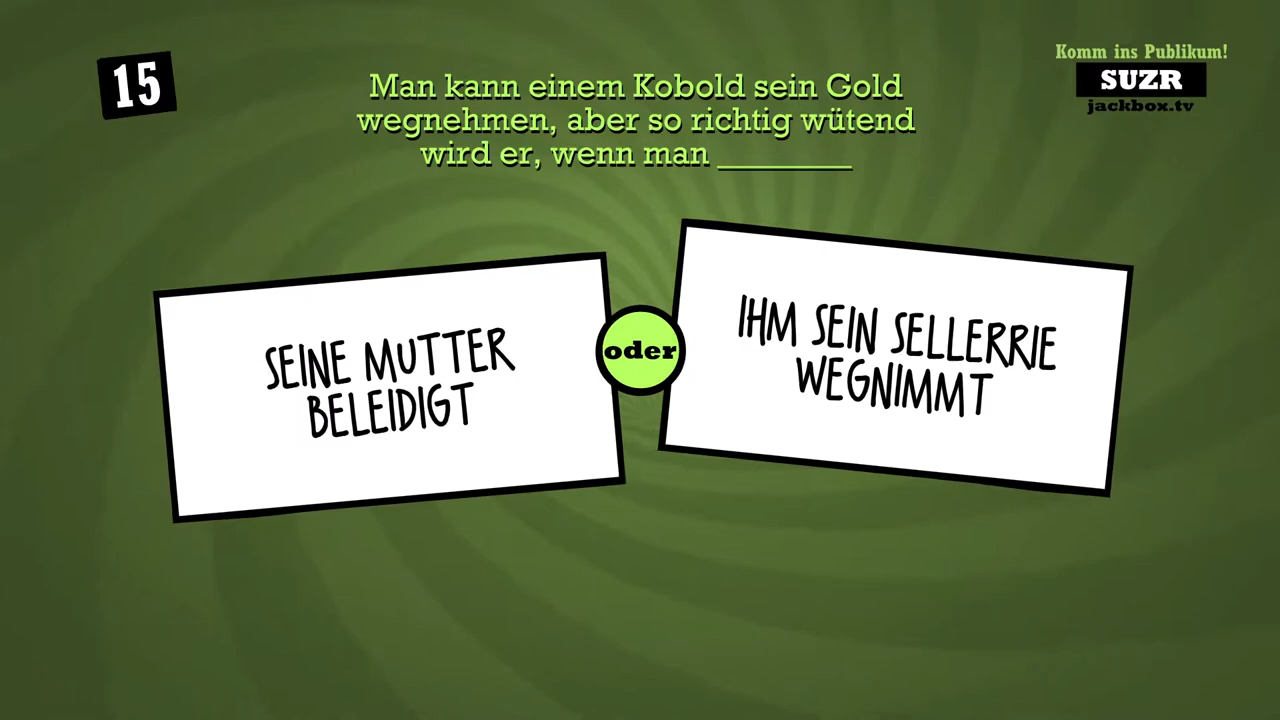 15
Komm ins Publikum!
SUZR
jackbox.tv
Man kann einem Kobold sein Gold
wegnehmen, aber so richtig wütend
wird er, wenn man ________
SEINE MUTTER
BELEIDIGT
oder
IHM SEIN SELLERRIE
WEGNIMMT